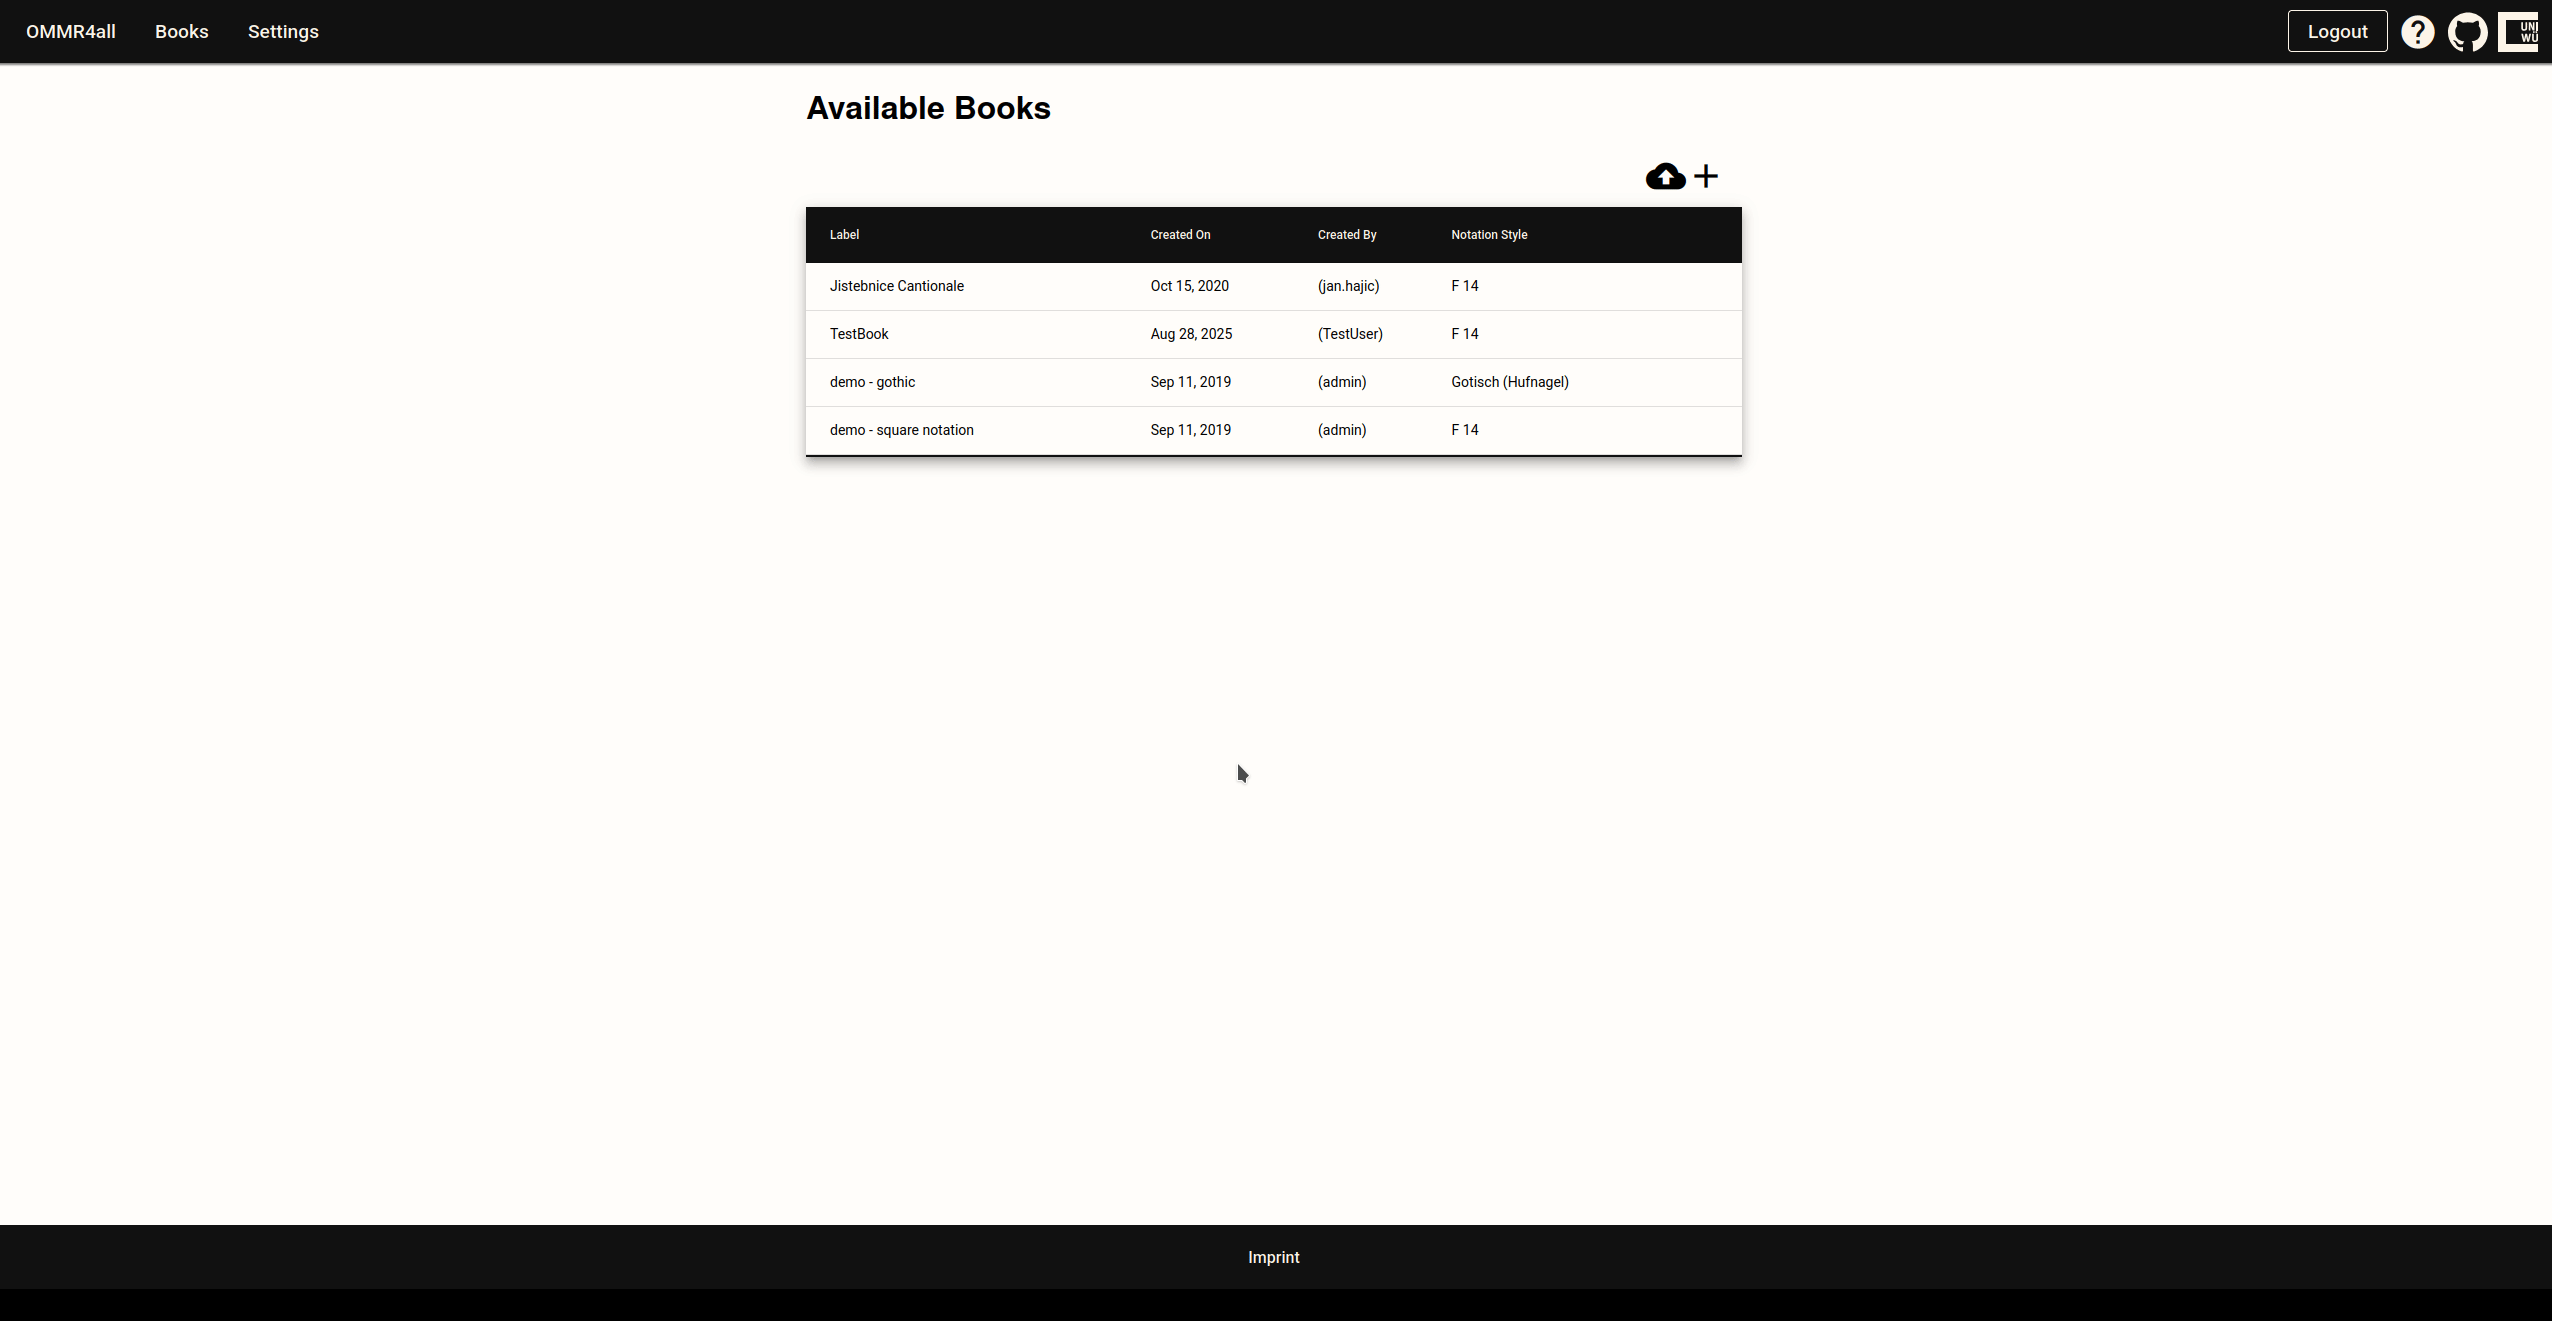 OMMR4all Books Settings Logout ? UNI
WÜ
Available Books
Label Created On Created By Notation Style
Jistebnice Cantionale Oct 15, 2020 (jan.hajic) F 14
TestBook Aug 28, 2025 (TestUser) F 14
demo - gothic Sep 11, 2019 (admin) Gotisch (Hufnagel)
demo - square notation Sep 11, 2019 (admin) F 14
Imprint